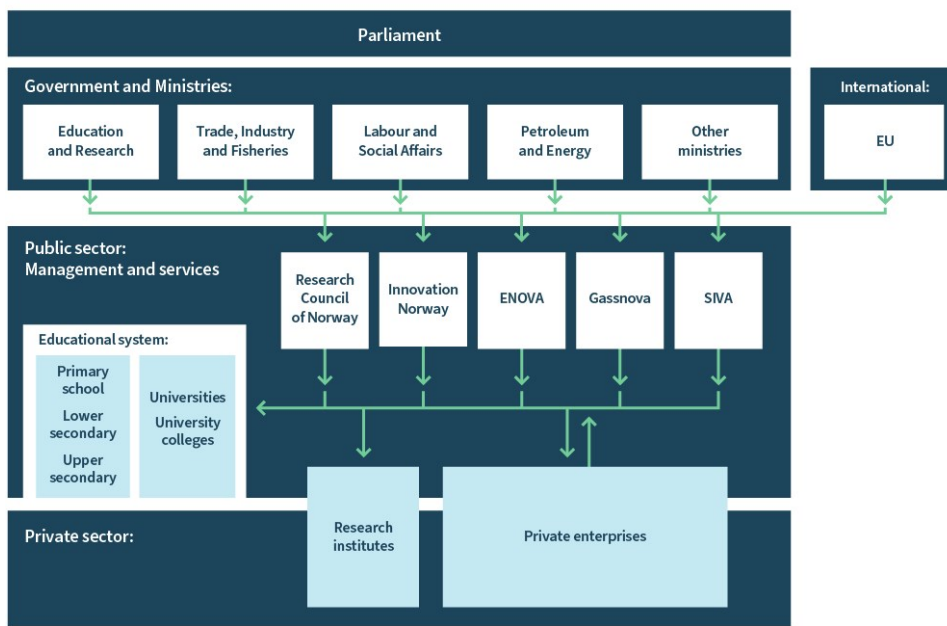 Parliament
Government and Ministries:
Education
and Research
Trade, Industry
and Fisheries
Labour and
Social Affairs
Petroleum
and Energy
Other
ministries
International:
EU
Public sector:
Management and services
Research
Council
of Norway
Innovation
Norway
ENOVA
Gassnova
SIVA
Educational system:
Primary
school
Lower
secondary
Upper
secondary
Universities
University
colleges
Private sector:
Research
institutes
Private enterprises